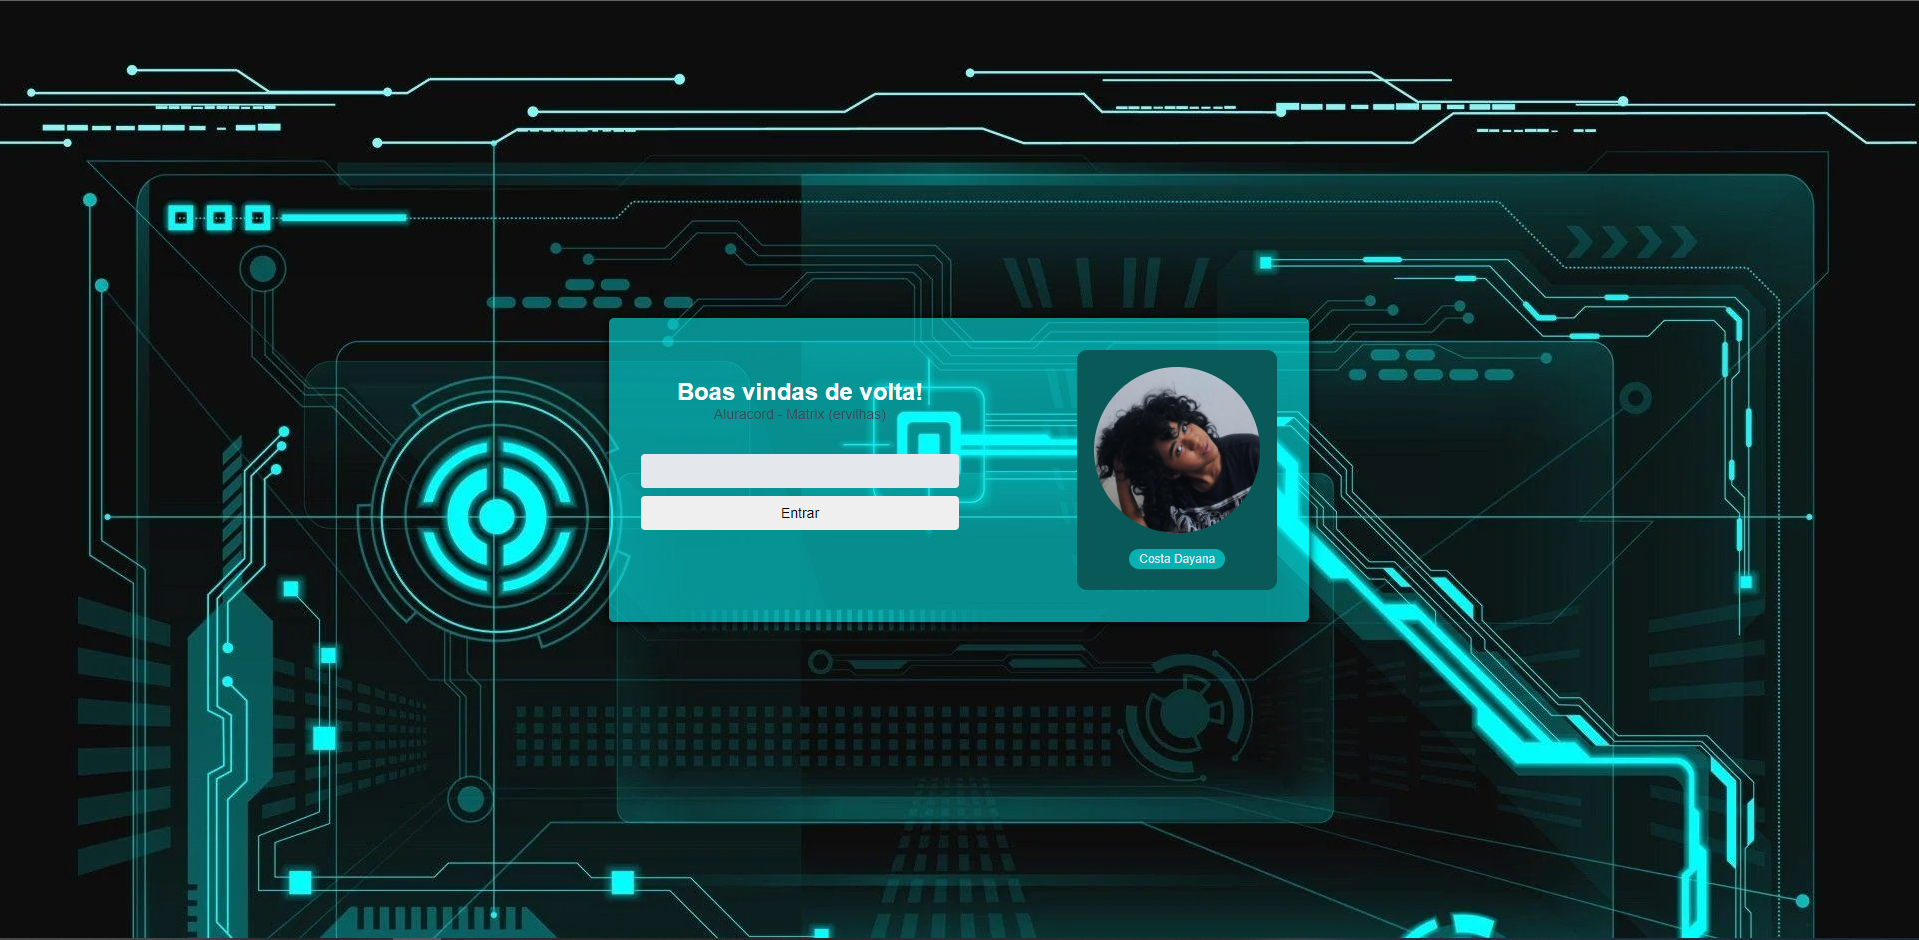 Boas vindas de volta!
Aluracord - Matrix (ervilhas)
Entrar
Costa Dayana